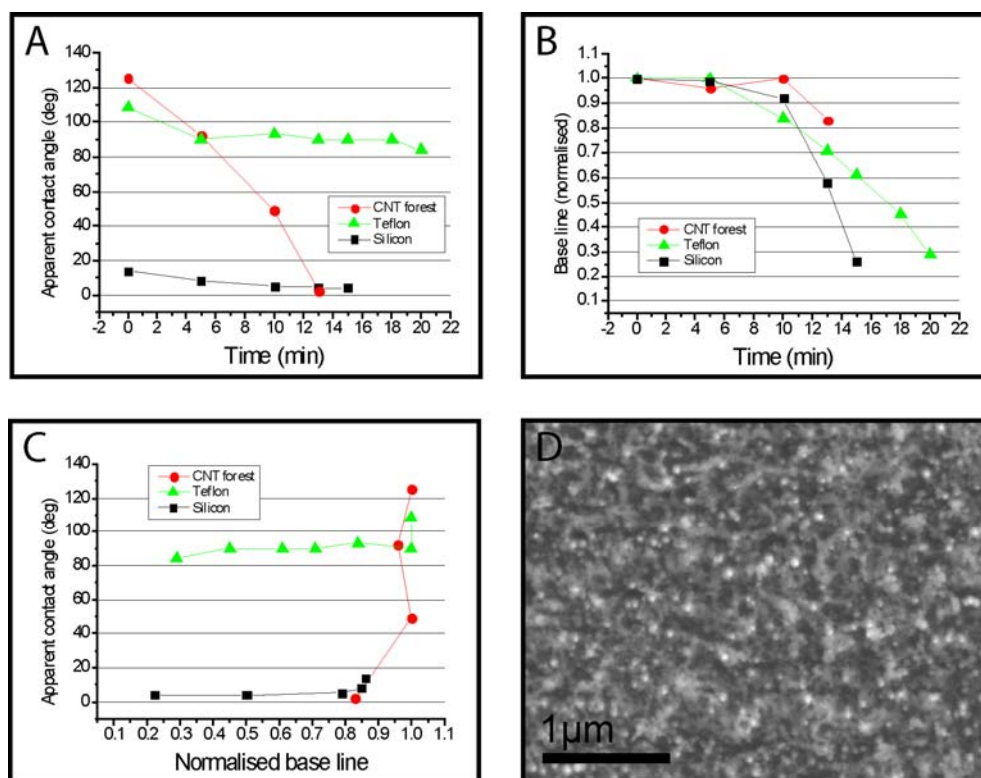 A
Apparent contact angle (deg)
140
120
100
80
60
40
20
0
CNT forest
Teflon
Silicon
-2 0 2 4 6 8 10 12 14 16 18 20 22
Time (min)
B
Base line (normalised)
1.0
0.9
0.8
0.7
0.6
0.5
0.4
0.3
0.2
0.1
CNT forest
Teflon
Silicon
-2 0 2 4 6 8 10 12 14 16 18 20 22
Time (min)
C
Apparent contact angle (deg)
140
120
100
80
60
40
20
0
CNT forest
Teflon
Silicon
0.1 0.2 0.3 0.4 0.5 0.6 0.7 0.8 0.9 1.0 1.1
Normalised base line
D
1µm